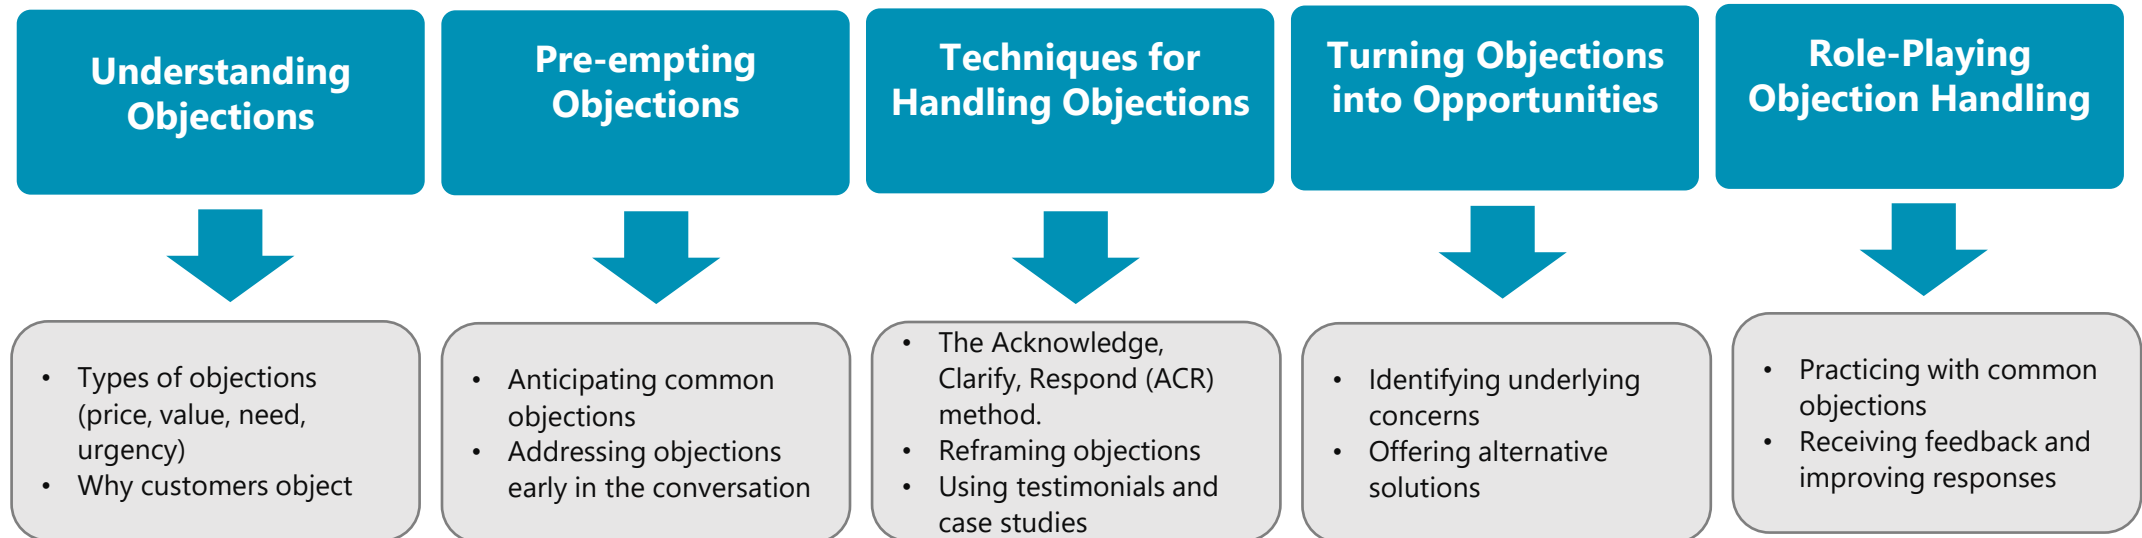 Understanding
Objections
Pre-empting
Objections
Techniques for
Handling Objections
Turning Objections
into Opportunities
Role-Playing
Objection Handling
• Types of objections
(price, value, need,
urgency)
• Why customers object
• Anticipating common
objections
• Addressing objections
early in the conversation
• The Acknowledge,
Clarify, Respond (ACR)
method.
• Reframing objections
• Using testimonials and
case studies
• Identifying underlying
concerns
• Offering alternative
solutions
• Practicing with common
objections
• Receiving feedback and
improving responses